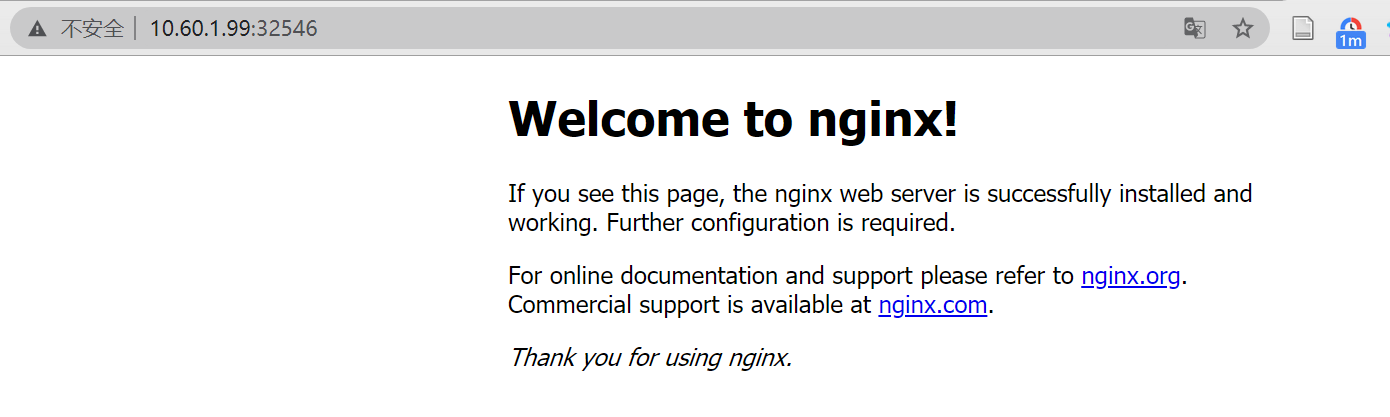 不安全 | 10.60.1.99:32546
1m
Welcome to nginx!
If you see this page, the nginx web server is successfully installed and
working. Further configuration is required.
For online documentation and support please refer to nginx.org.
Commercial support is available at nginx.com.
Thank you for using nginx.